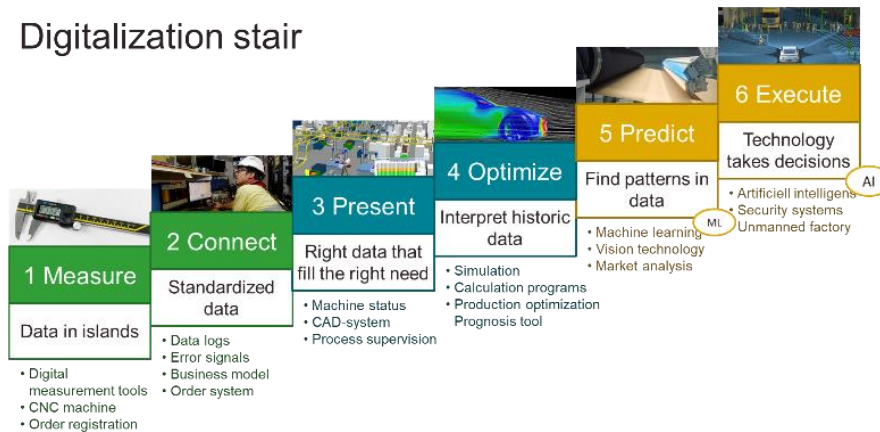 Digitalization stair
1 Measure
Data in islands
• Digital
measurement tools
• CNC machine
• Order registration
2 Connect
Standardized
data
• Data logs
• Error signals
• Business model
• Order system
3 Present
Right data that
fill the right need
• Machine status
• CAD-system
• Process supervision
4 Optimize
Interpret historic
data
• Simulation
• Calculation programs
• Production optimization
Prognosis tool
5 Predict
Find patterns in
data
• Machine learning
• Vision technology
• Market analysis
ML
6 Execute
Technology
takes decisions
• Artificiell intelligens
• Security systems
• Unmanned factory
AI